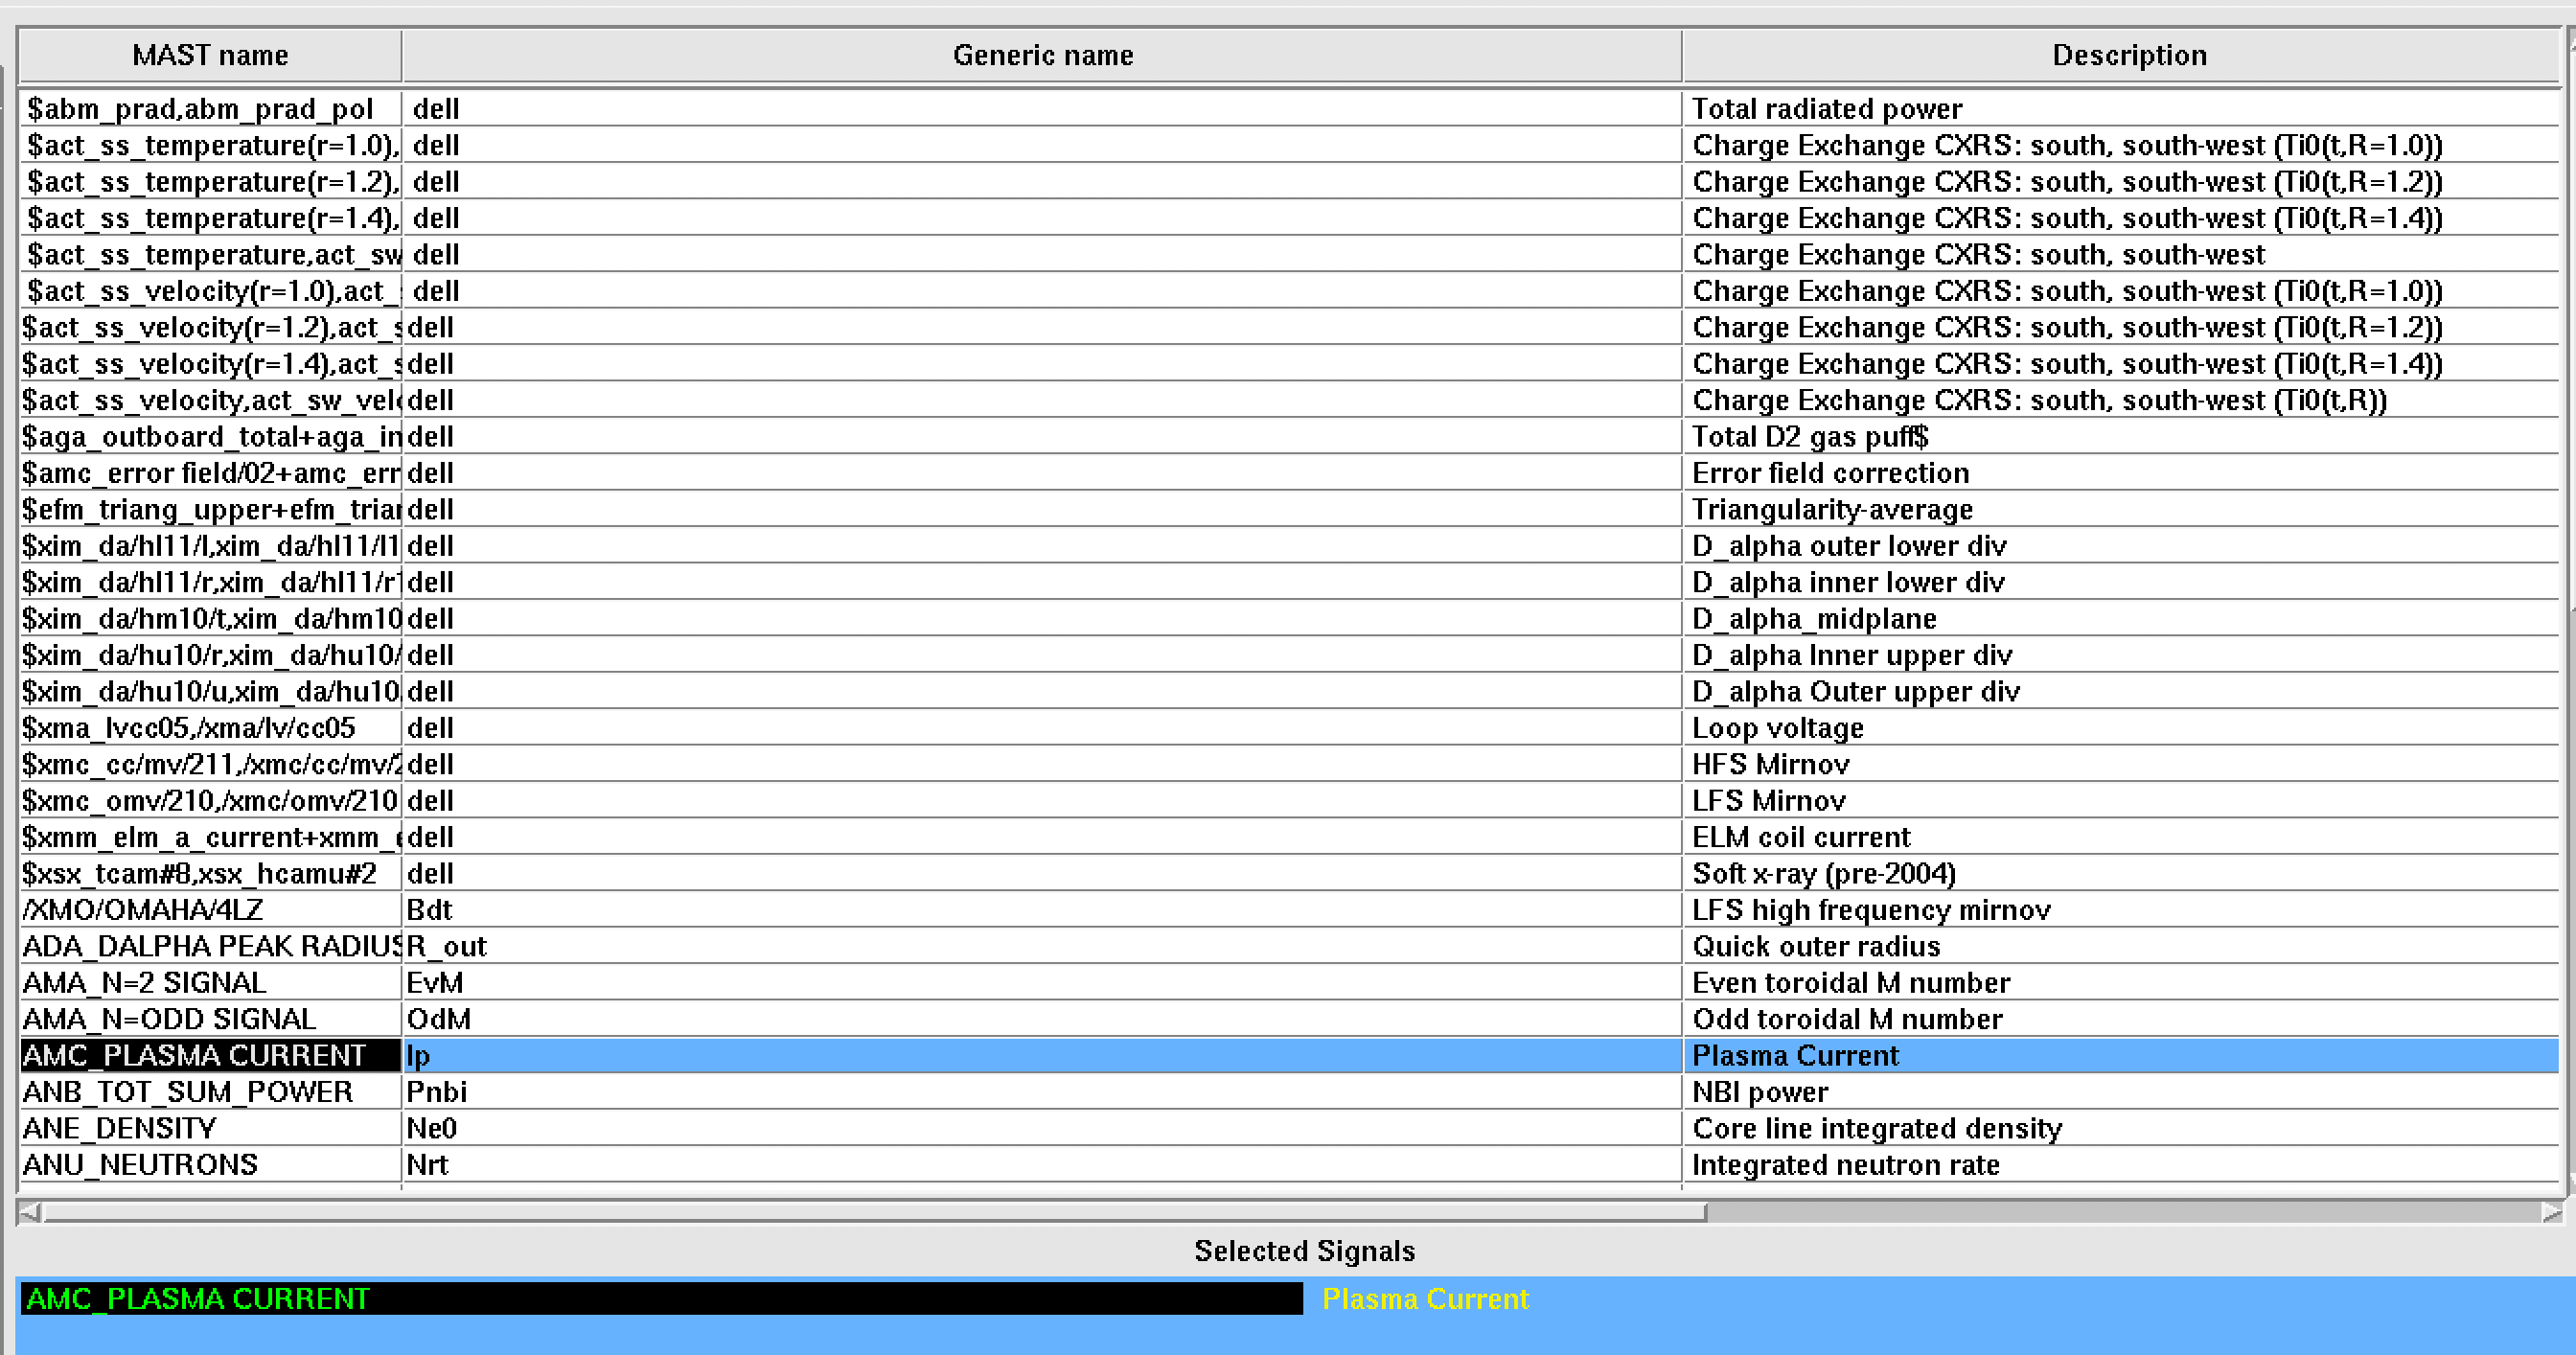 MAST name Generic name Description
$abm_prad,abm_prad_pol dell Total radiated power
$act_ss_temperature(r=1.0), dell Charge Exchange CXRS: south, south-west (Ti0(t,R=1.0))
$act_ss_temperature(r=1.2), dell Charge Exchange CXRS: south, south-west (Ti0(t,R=1.2))
$act_ss_temperature(r=1.4), dell Charge Exchange CXRS: south, south-west (Ti0(t,R=1.4))
$act_ss_temperature,act_sw dell Charge Exchange CXRS: south, south-west
$act_ss_velocity(r=1.0),act_ dell Charge Exchange CXRS: south, south-west (Ti0(t,R=1.0))
$act_ss_velocity(r=1.2),act_s dell Charge Exchange CXRS: south, south-west (Ti0(t,R=1.2))
$act_ss_velocity(r=1.4),act_s dell Charge Exchange CXRS: south, south-west (Ti0(t,R=1.4))
$act_ss_velocity,act_sw_velo dell Charge Exchange CXRS: south, south-west (Ti0(t,R))
$aga_outboard_total+aga_in dell Total D2 gas puff$
$amc_error field/02+amc_err dell Error field correction
$efm_triang_upper+efm_trian dell Triangularity-average
$xim_da/hl11/l,xim_da/hl11/l1 dell D_alpha outer lower div
$xim_da/hl11/r,xim_da/hl11/r1 dell D_alpha inner lower div
$xim_da/hm10/t,xim_da/hm10 dell D_alpha_midplane
$xim_da/hu10/r,xim_da/hu10/ dell D_alpha Inner upper div
$xim_da/hu10/u,xim_da/hu10 dell D_alpha Outer upper div
$xma_lvcc05,/xma/lv/cc05 dell Loop voltage
$xmc_cc/mv/211,/xmc/cc/mv/2 dell HFS Mirnov
$xmc_omv/210,/xmc/omv/210 dell LFS Mirnov
$xmm_elm_a_current+xmm_e dell ELM coil current
$xsx_tcam#8,xsx_hcamu#2 dell Soft x-ray (pre-2004)
/XMO/OMAHA/4LZ Bdt LFS high frequency mirnov
ADA_DALPHA PEAK RADIUS R_out Quick outer radius
AMA_N=2 SIGNAL EvM Even toroidal M number
AMA_N=ODD SIGNAL OdM Odd toroidal M number
AMC_PLASMA CURRENT Ip Plasma Current
ANB_TOT_SUM_POWER Pnbi NBI power
ANE_DENSITY Ne0 Core line integrated density
ANU_NEUTRONS Nrt Integrated neutron rate
Selected Signals
AMC_PLASMA CURRENT Plasma Current